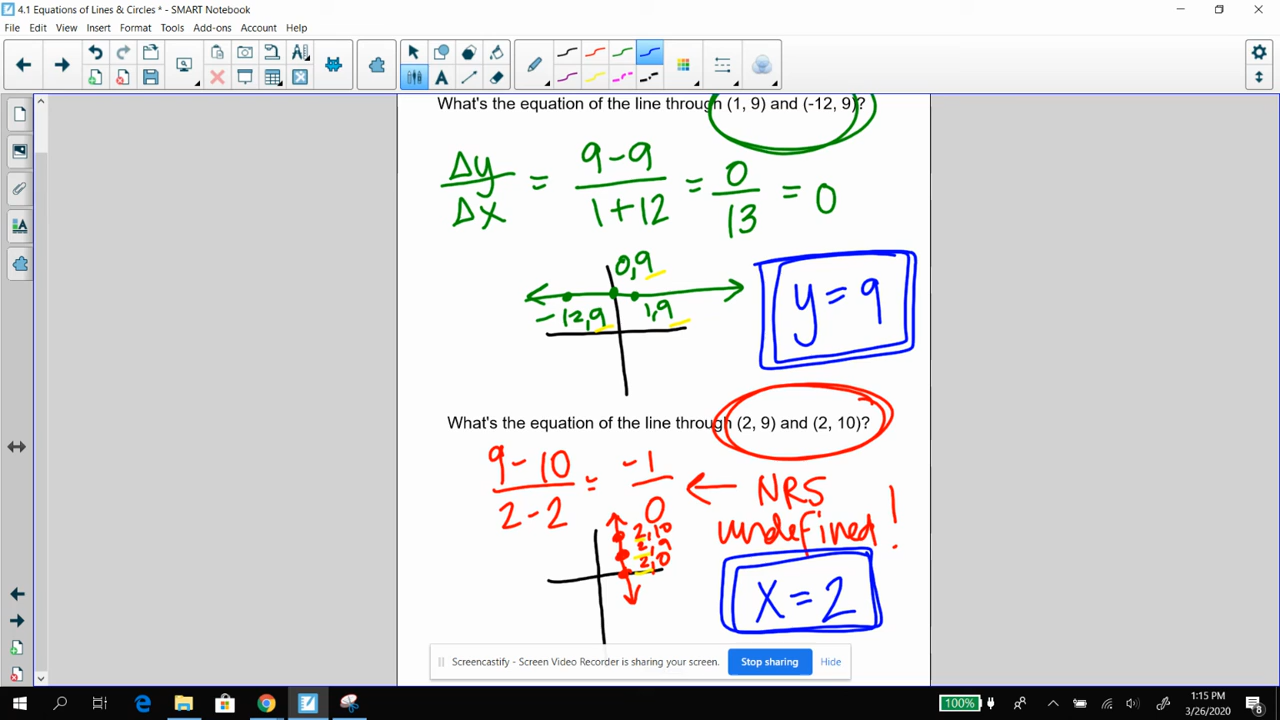 4.1 Equations of Lines & Circles * - SMART Notebook
File Edit View Insert Format Tools Add-ons Account Help
What's the equation of the line through (1, 9) and (-12, 9)?
Δy/Δx = 9-9/1+12 = 0/13 = 0
0,9
-12,9 1,9
y = 9
What's the equation of the line through (2, 9) and (2, 10)?
9-10/2-2 = -1/0 ← NRS
undefined!
2,10
2,9
2,0
x = 2
Screencastify - Screen Video Recorder is sharing your screen. Stop sharing Hide
100%
1:15 PM
3/26/2020
8